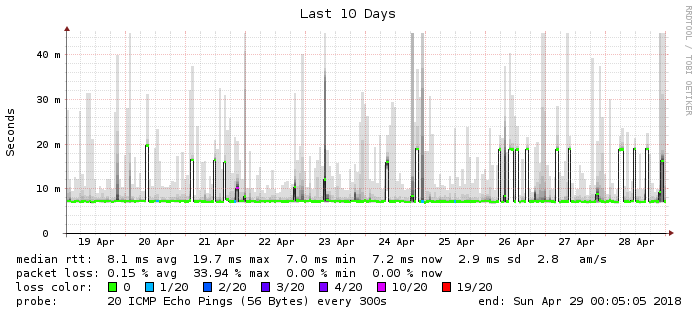 Last 10 Days
RRDTOOL / TOBI OETIKER
Seconds
40 m
30 m
20 m
10 m
0
19 Apr 20 Apr 21 Apr 22 Apr 23 Apr 24 Apr 25 Apr 26 Apr 27 Apr 28 Apr
median rtt: 8.1 ms avg 19.7 ms max 7.0 ms min 7.2 ms now 2.9 ms sd 2.8 am/s
packet loss: 0.15 % avg 33.94 % max 0.00 % min 0.00 % now
loss color: 0 1/20 2/20 3/20 4/20 10/20 19/20
probe: 20 ICMP Echo Pings (56 Bytes) every 300s end: Sun Apr 29 00:05:05 2018